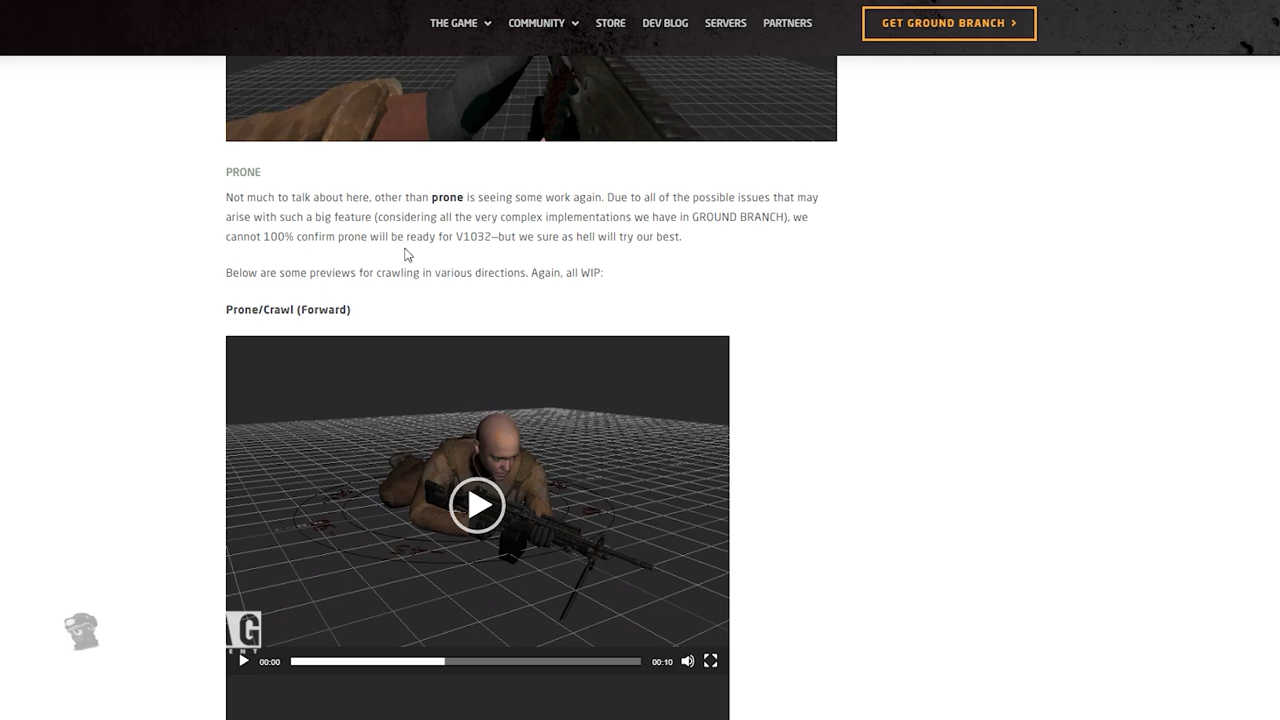 THE GAME COMMUNITY STORE DEV BLOG SERVERS PARTNERS GET GROUND BRANCH >
PRONE
Not much to talk about here, other than prone is seeing some work again. Due to all of the possible issues that may
arise with such a big feature (considering all the very complex implementations we have in GROUND BRANCH), we
cannot 100% confirm prone will be ready for V1032—but we sure as hell will try our best.
Below are some previews for crawling in various directions. Again, all WIP:
Prone/Crawl (Forward)
AG
ENT
00:00 00:10